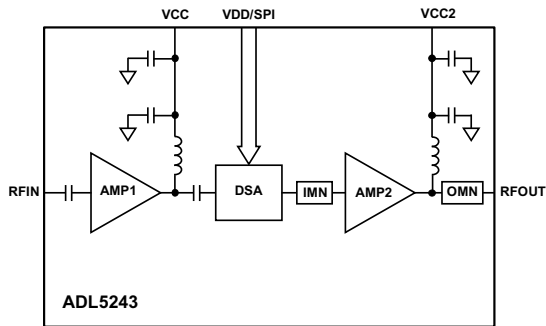 VCC
VDD/SPI
VCC2
RFIN
AMP1
DSA
IMN
AMP2
OMN
RFOUT
ADL5243